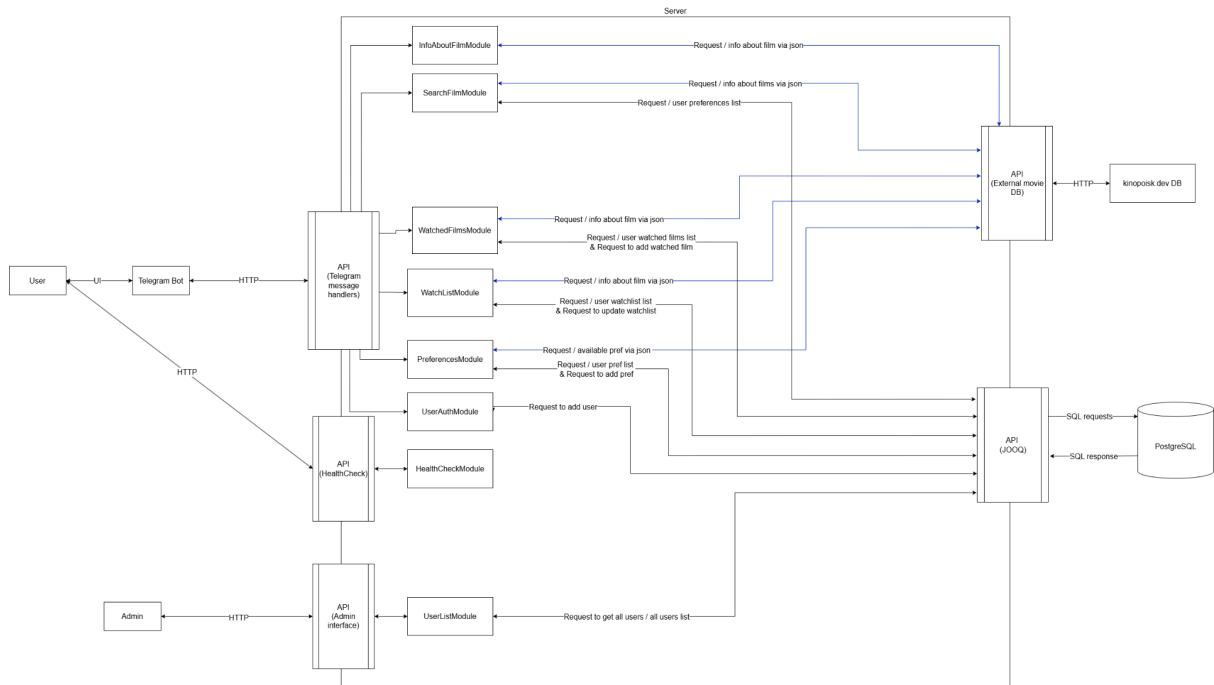 Server
InfoAboutFilmModule
Request / info about film via json
SearchFilmModule
Request / info about films via json
Request / user preferences list
API
(External movie
DB)
HTTP
kinopoisk.dev DB
WatchedFilmsModule
Request / info about film via json
Request / user watched films list
& Request to add watched film
User
UI
Telegram Bot
HTTP
API
(Telegram
message
handlers)
WatchListModule
Request / info about film via json
Request / user watchlist list
& Request to update watchlist
PreferencesModule
Request / available pref via json
Request / user pref list
& Request to add pref
HTTP
UserAuthModule
Request to add user
API
(JOOQ)
SQL requests
SQL response
PostgreSQL
API
(HealthCheck)
HealthCheckModule
Admin
HTTP
API
(Admin
interface)
UserListModule
Request to get all users / all users list